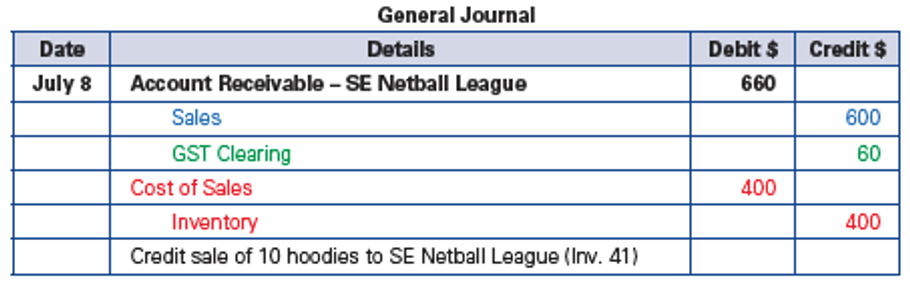 General Journal
Date Details Debit $ Credit $
July 8 Account Receivable – SE Netball League 660
Sales 600
GST Clearing 60
Cost of Sales 400
Inventory 400
Credit sale of 10 hoodies to SE Netball League (Inv. 41)